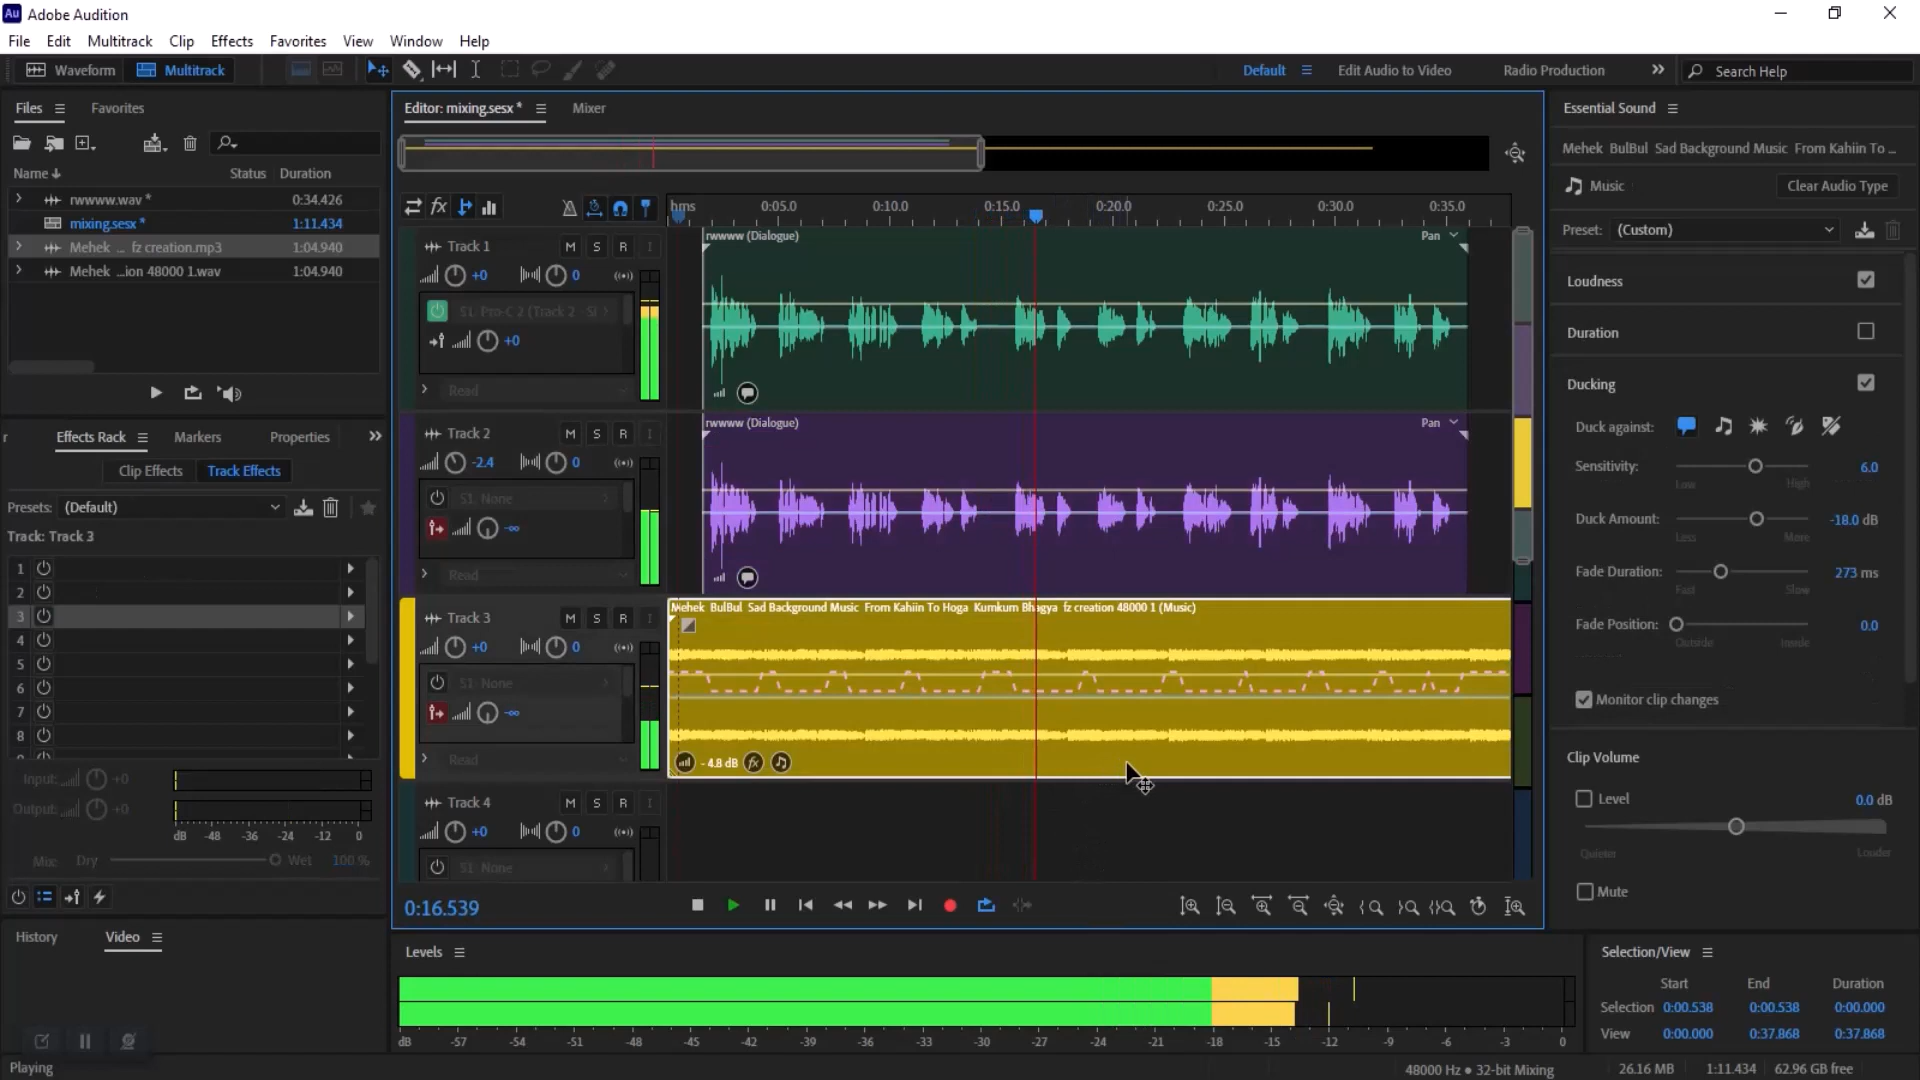 Au Adobe Audition
File Edit Multitrack Clip Effects Favorites View Window Help
Waveform Multitrack Default Edit Audio to Video Radio Production Search Help
Files Favorites
Name Status Duration
rwwww.wav * 0:34.426
mixing.sesx * 1:11.434
Mehek ... fz creation.mp3 1:04.940
Mehek ...ion 48000 1.wav 1:04.940
Effects Rack Markers Properties
Clip Effects Track Effects
Presets: (Default)
Track: Track 3
1
2
3
4
5
6
7
8
Input: +0
Output: +0
dB -48 -36 -24 -12 0
Mix: Dry Wet 100 %
History Video
Playing
Editor: mixing.sesx * Mixer
fx hms 0:05.0 0:10.0 0:15.0 0:20.0 0:25.0 0:30.0 0:35.0
Track 1 M S R I
+0 0
S1: Pro-C 2 (Track 2 - S
+0
Read
rwwww (Dialogue) Pan
Track 2 M S R I
-2.4 0
S1: None
-∞
Read
rwwww (Dialogue) Pan
Track 3 M S R I
+0 0
S1: None
-∞
Read
Mehek BulBul Sad Background Music From Kahiin To Hoga Kumkum Bhagya fz creation 48000 1 (Music)
- 4.8 dB fx
Track 4 M S R I
+0 0
S1: None
0:16.539
Levels
dB -57 -54 -51 -48 -45 -42 -39 -36 -33 -30 -27 -24 -21 -18 -15 -12 -9 -6 -3 0
Essential Sound
Mehek BulBul Sad Background Music From Kahiin To ...
Music Clear Audio Type
Preset: (Custom)
Loudness
Duration
Ducking
Duck against:
Sensitivity: 6.0
Low High
Duck Amount: -18.0 dB
Less More
Fade Duration: 273 ms
Fast Slow
Fade Position: 0.0
Outside Inside
Monitor clip changes
Clip Volume
Level 0.0 dB
Quieter Louder
Mute
Selection/View
Start End Duration
Selection 0:00.538 0:00.538 0:00.000
View 0:00.000 0:37.868 0:37.868
48000 Hz ● 32-bit Mixing 26.16 MB 1:11.434 62.96 GB free